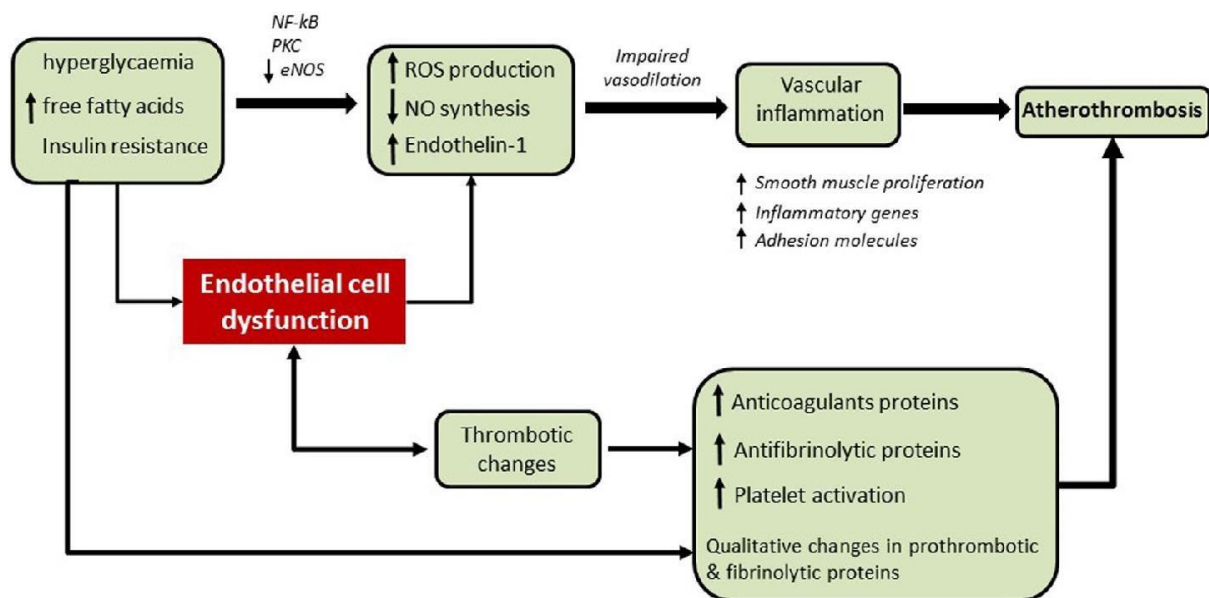 NF-kB
PKC
↓ eNOS
hyperglycaemia
↑ free fatty acids
Insulin resistance
↑ ROS production
↓ NO synthesis
↑ Endothelin-1
Impaired
vasodilation
Vascular
inflammation
Atherothrombosis
↑ Smooth muscle proliferation
↑ Inflammatory genes
↑ Adhesion molecules
Endothelial cell
dysfunction
Thrombotic
changes
↑ Anticoagulants proteins
↑ Antifibrinolytic proteins
↑ Platelet activation
Qualitative changes in prothrombotic
& fibrinolytic proteins